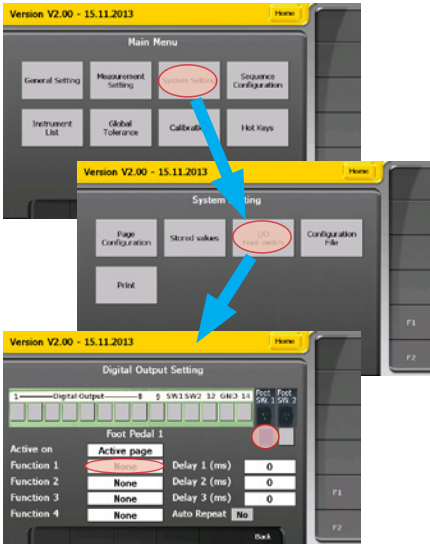 Version V2.00 - 15.11.2013 Home
Main Menu
General Setting
Measurement Setting
System Setting
Sequence Configuration
Instrument List
Global Tolerance
Calibrati
Hot Keys
Version V2.00 - 15.11.2013 Home
System ting
Page Configuration
Stored values
I/O Foot switch
Configuration File
Print
F1
F2
Version V2.00 - 15.11.2013 Home
Digital Output Setting
1 Digital Output 8 9 SW1 SW2 12 GND 14
Foot SW. 1
Foot SW. 2
Foot Pedal 1
Active on Active page
Function 1 None Delay 1 (ms) 0
Function 2 None Delay 2 (ms) 0
Function 3 None Delay 3 (ms) 0
Function 4 None Auto Repeat No
F1
F2
Back